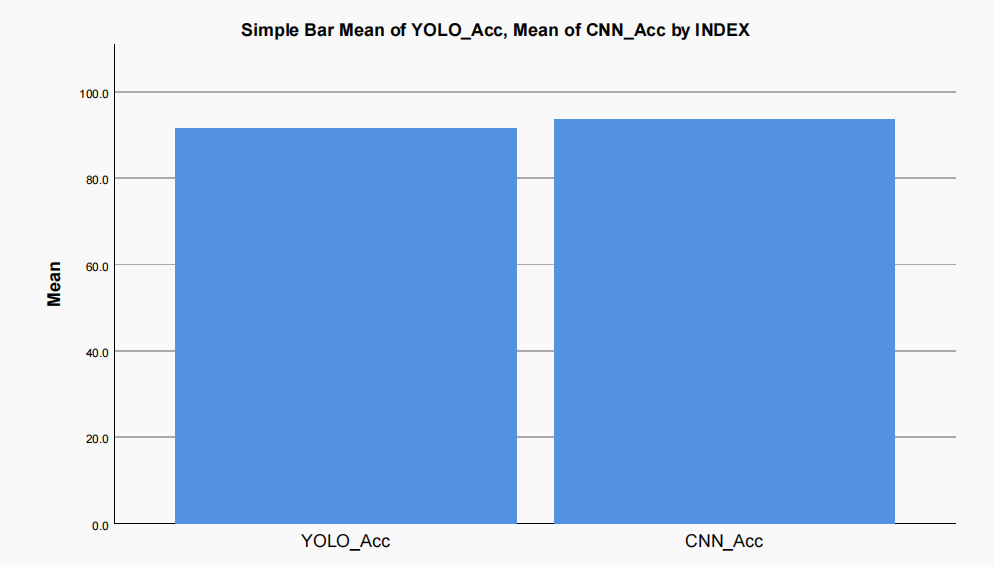 Simple Bar Mean of YOLO_Acc, Mean of CNN_Acc by INDEX
100.0
80.0
60.0
40.0
20.0
0.0
Mean
YOLO_Acc
CNN_Acc